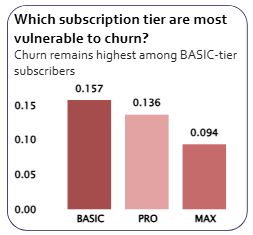 Which subscription tier are most
vulnerable to churn?
Churn remains highest among BASIC-tier
subscribers
0.157
0.136
0.094
0.15
0.10
0.05
0.00
BASIC PRO MAX